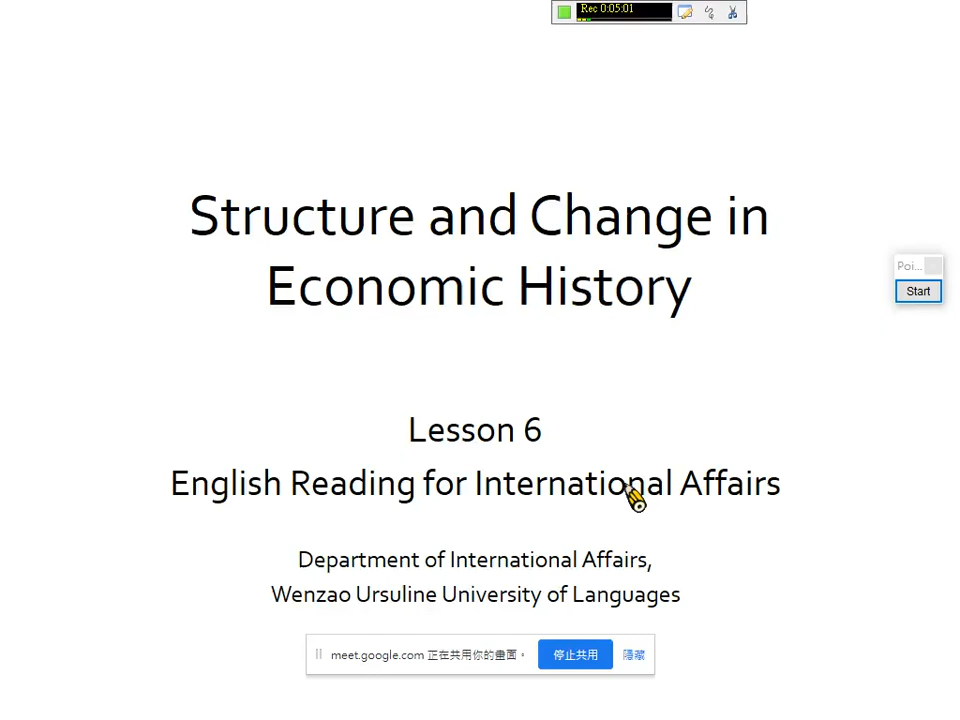 Rec 0:05:01
Structure and Change in
Economic History
Poi...
Start
Lesson 6
English Reading for International Affairs
Department of International Affairs,
Wenzao Ursuline University of Languages
meet.google.com 正在共用你的畫面。
停止共用
隱藏